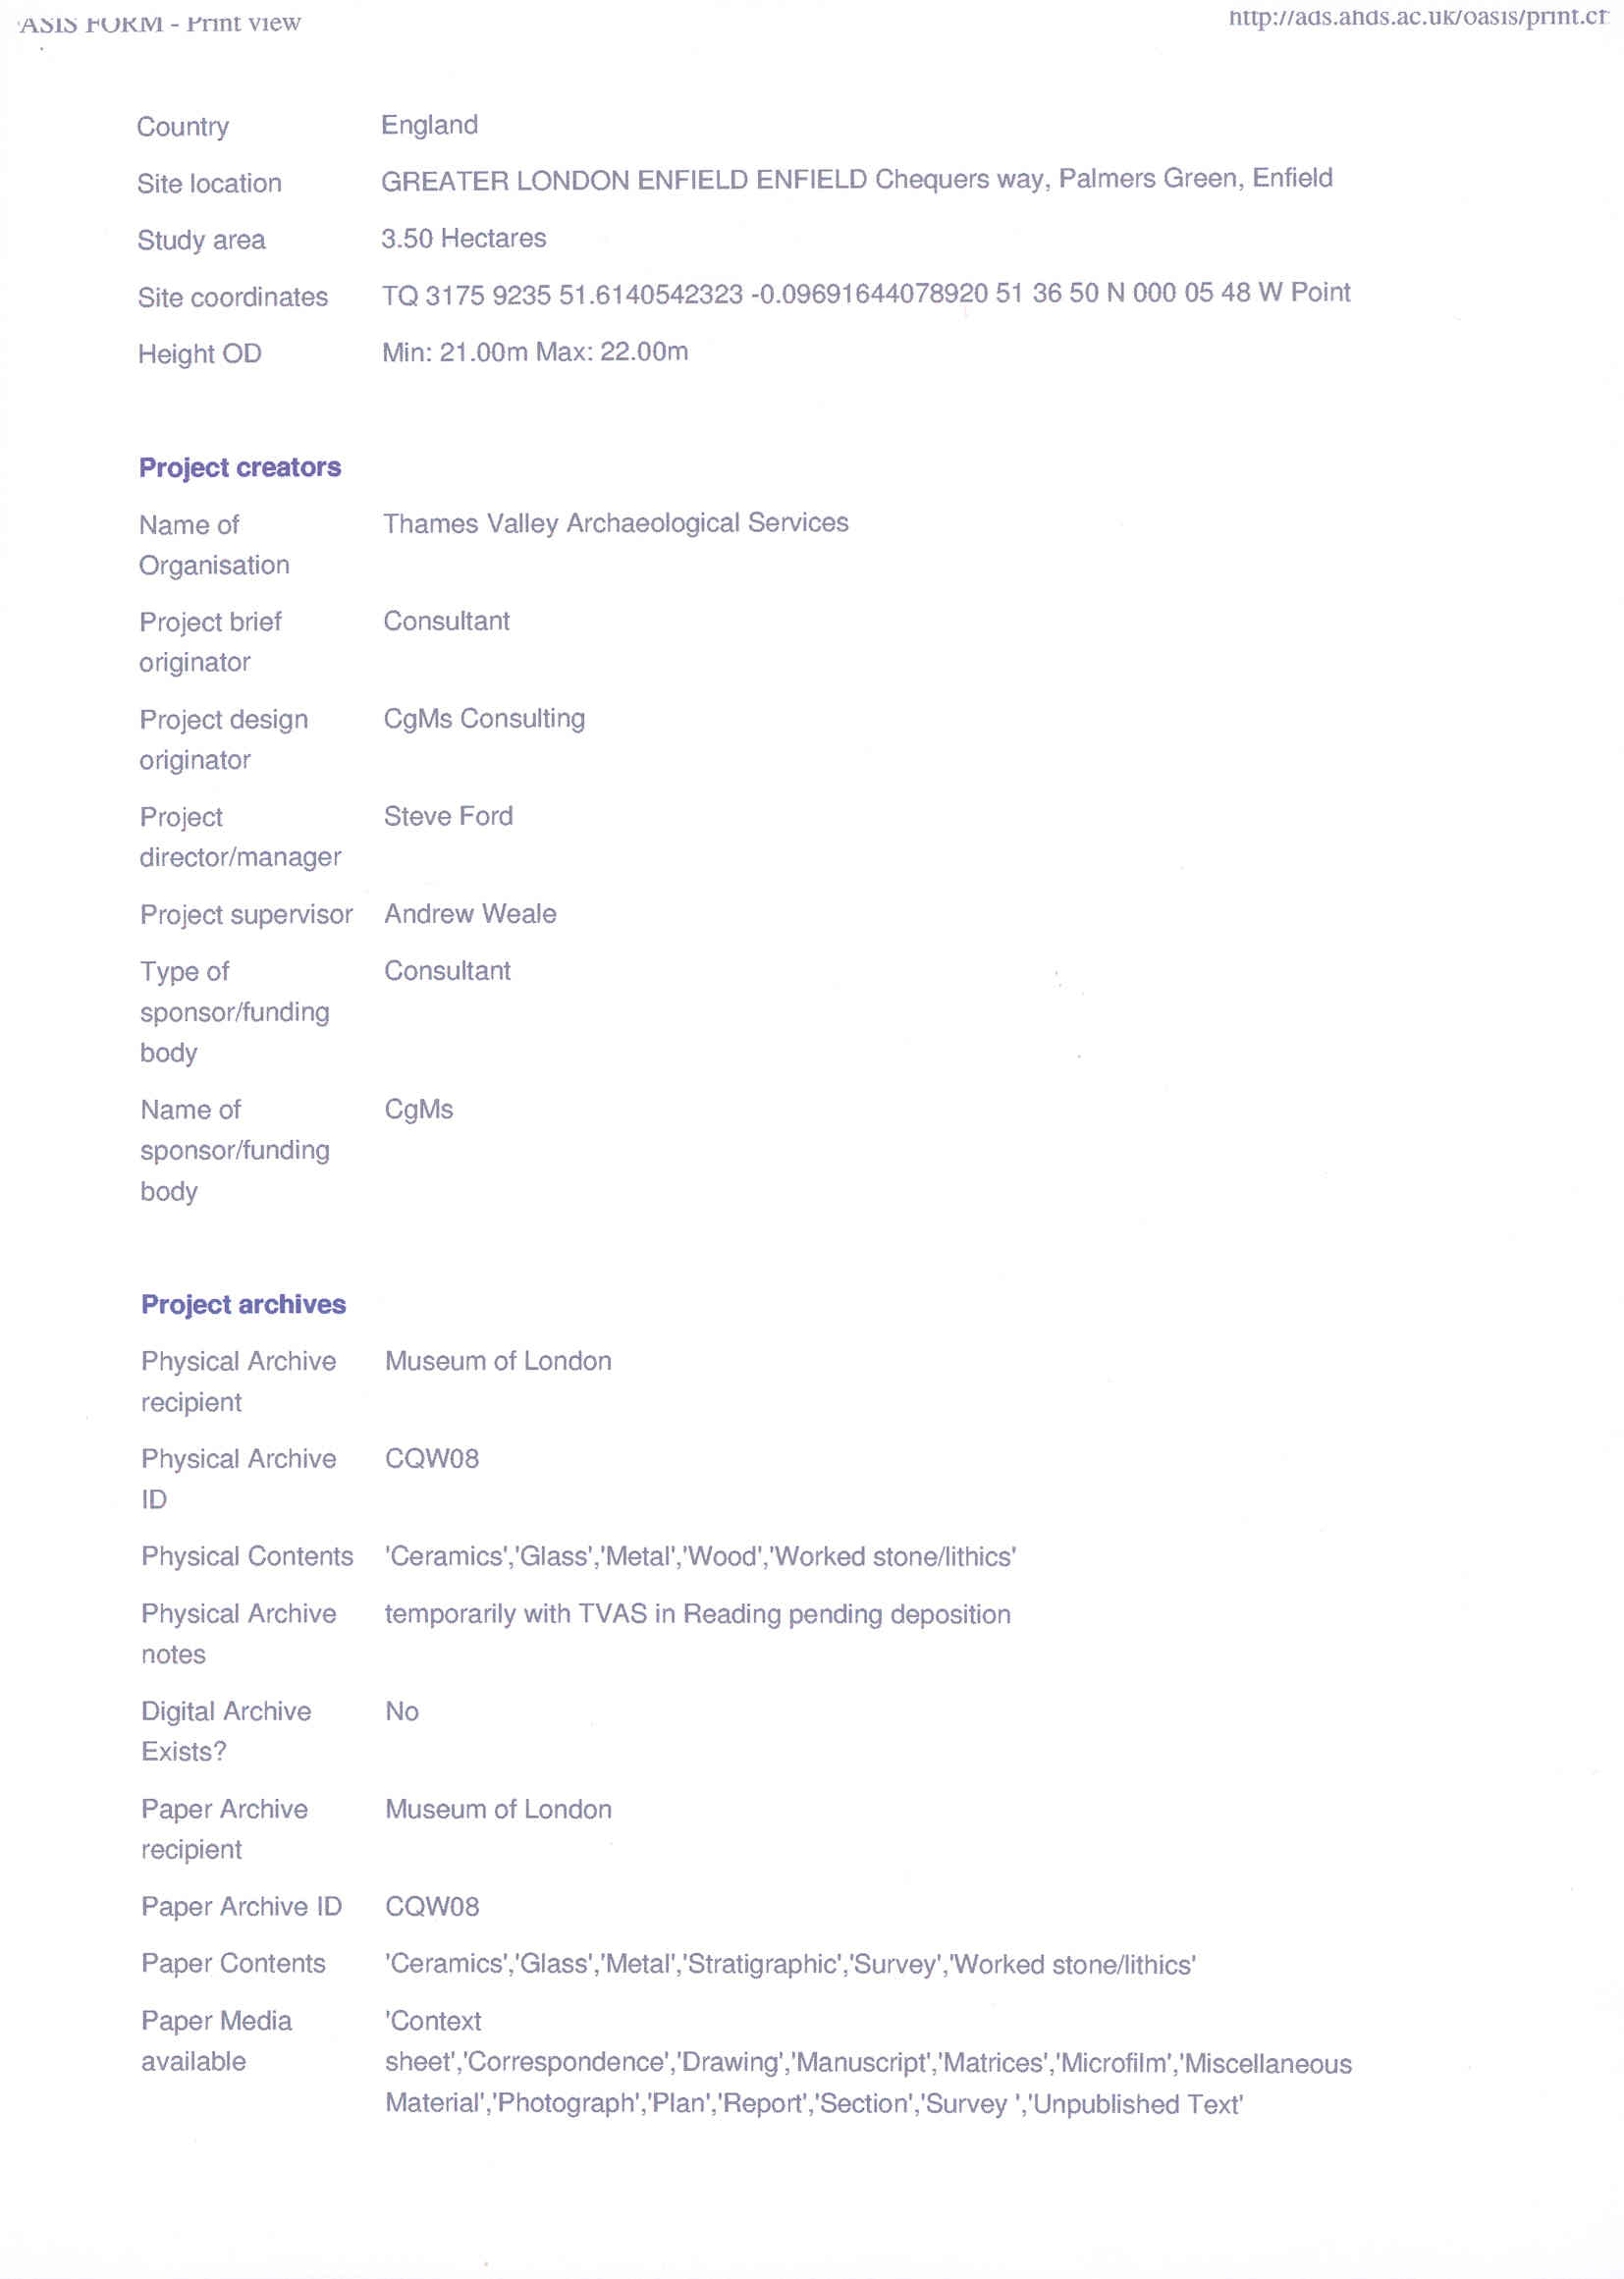 ASIS FORM - Print view http://ads.ahds.ac.uk/oasis/print.cf
Country England
Site location GREATER LONDON ENFIELD ENFIELD Chequers way, Palmers Green, Enfield
Study area 3.50 Hectares
Site coordinates TQ 3175 9235 51.6140542323 -0.09691644078920 51 36 50 N 000 05 48 W Point
Height OD Min: 21.00m Max: 22.00m
Project creators
Name of Thames Valley Archaeological Services
Organisation
Project brief Consultant
originator
Project design CgMs Consulting
originator
Project Steve Ford
director/manager
Project supervisor Andrew Weale
Type of Consultant
sponsor/funding
body
Name of CgMs
sponsor/funding
body
Project archives
Physical Archive Museum of London
recipient
Physical Archive CQW08
ID
Physical Contents 'Ceramics','Glass','Metal','Wood','Worked stone/lithics'
Physical Archive temporarily with TVAS in Reading pending deposition
notes
Digital Archive No
Exists?
Paper Archive Museum of London
recipient
Paper Archive ID CQW08
Paper Contents 'Ceramics','Glass','Metal','Stratigraphic','Survey','Worked stone/lithics'
Paper Media 'Context
available sheet','Correspondence','Drawing','Manuscript','Matrices','Microfilm','Miscellaneous
Material','Photograph','Plan','Report','Section','Survey ','Unpublished Text'